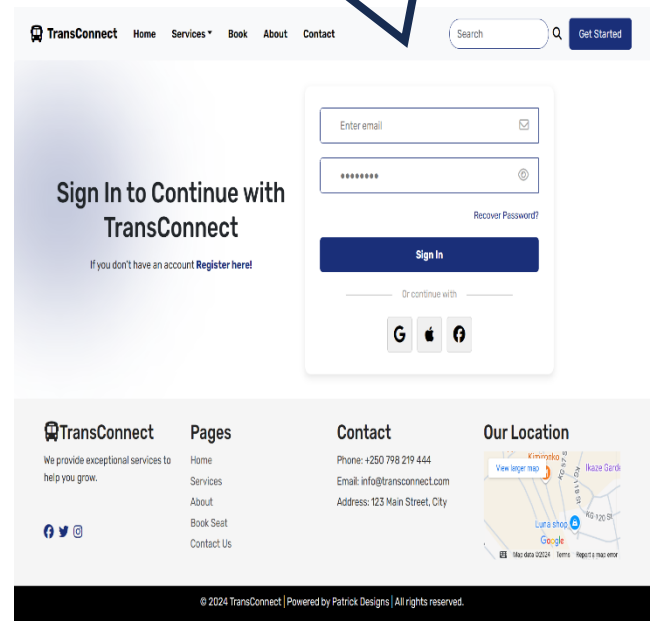 TransConnect Home Services Book About Contact Search Get Started
Enter email
Sign In to Continue with
TransConnect
If you don't have an account Register here!
Recover Password?
Sign In
Or continue with
TransConnect
We provide exceptional services to
help you grow.
Pages
Home
Services
About
Book Seat
Contact Us
Contact
Phone: +250 798 219 444
Email: info@transconnect.com
Address: 123 Main Street, City
Our Location
View larger map
Kimironko
Ikaze Garde
KG 11B St
KG 120 St
Luna shop
Google
Map data ©2024 Terms Report a map error
© 2024 TransConnect | Powered by Patrick Designs | All rights reserved.